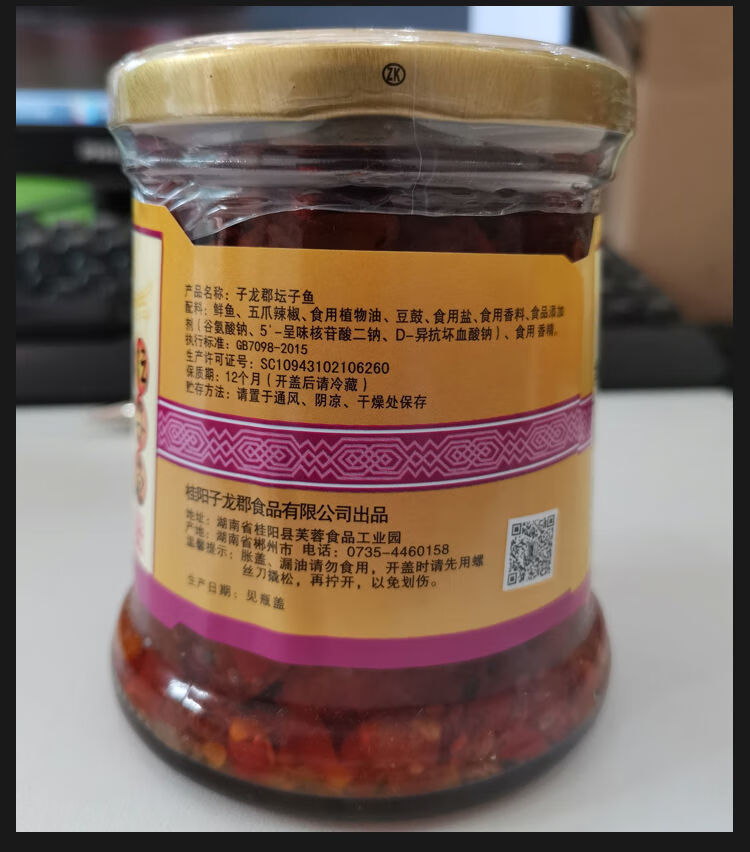 ZK
产品名称：子龙郡坛子鱼
配料：鲜鱼、五爪辣椒、食用植物油、豆鼓、食用盐、食用香料、食品添加
剂（谷氨酸钠、5'-呈味核苷酸二钠、D-异抗坏血酸钠）、食用香精。
执行标准：GB7098-2015
生产许可证号：SC10943102106260
保质期：12个月（开盖后请冷藏）
贮存方法：请置于通风、阴凉、干燥处保存
桂阳子龙郡食品有限公司出品
地址：湖南省桂阳县芙蓉食品工业园
产地：湖南省郴州市 电话：0735-4460158
温馨提示：胀盖、漏油请勿食用，开盖时请先用螺
丝刀撬松，再拧开，以免划伤。
生产日期：见瓶盖